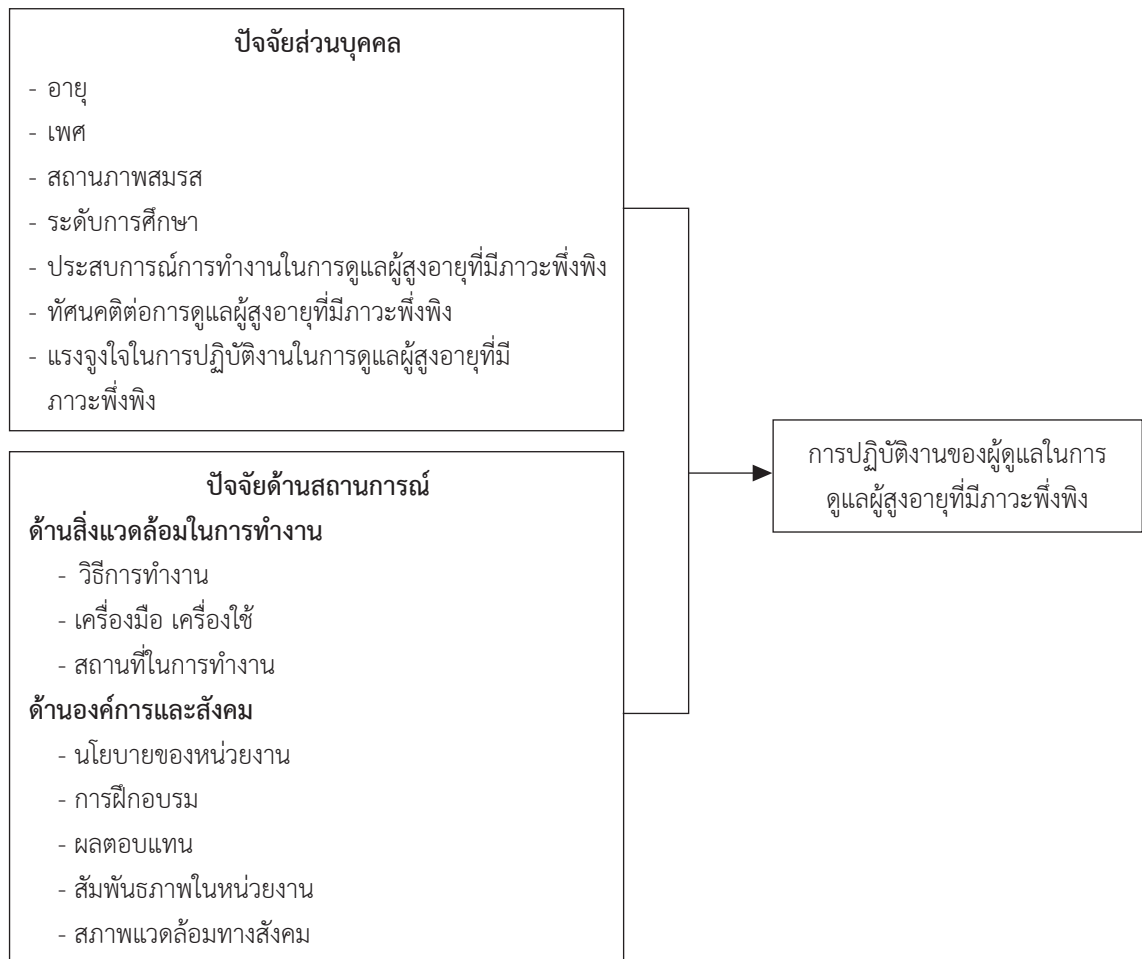 ปัจจัยส่วนบุคคล
- อายุ
- เพศ
- สถานภาพสมรส
- ระดับการศึกษา
- ประสบการณ์การทำงานในการดูแลผู้สูงอายุที่มีภาวะพึ่งพิง
- ทัศนคติต่อการดูแลผู้สูงอายุที่มีภาวะพึ่งพิง
- แรงจูงใจในการปฏิบัติงานในการดูแลผู้สูงอายุที่มี
ภาวะพึ่งพิง
ปัจจัยด้านสถานการณ์
ด้านสิ่งแวดล้อมในการทำงาน
- วิธีการทำงาน
- เครื่องมือ เครื่องใช้
- สถานที่ในการทำงาน
ด้านองค์การและสังคม
- นโยบายของหน่วยงาน
- การฝึกอบรม
- ผลตอบแทน
- สัมพันธภาพในหน่วยงาน
- สภาพแวดล้อมทางสังคม
การปฏิบัติงานของผู้ดูแลในการ
ดูแลผู้สูงอายุที่มีภาวะพึ่งพิง